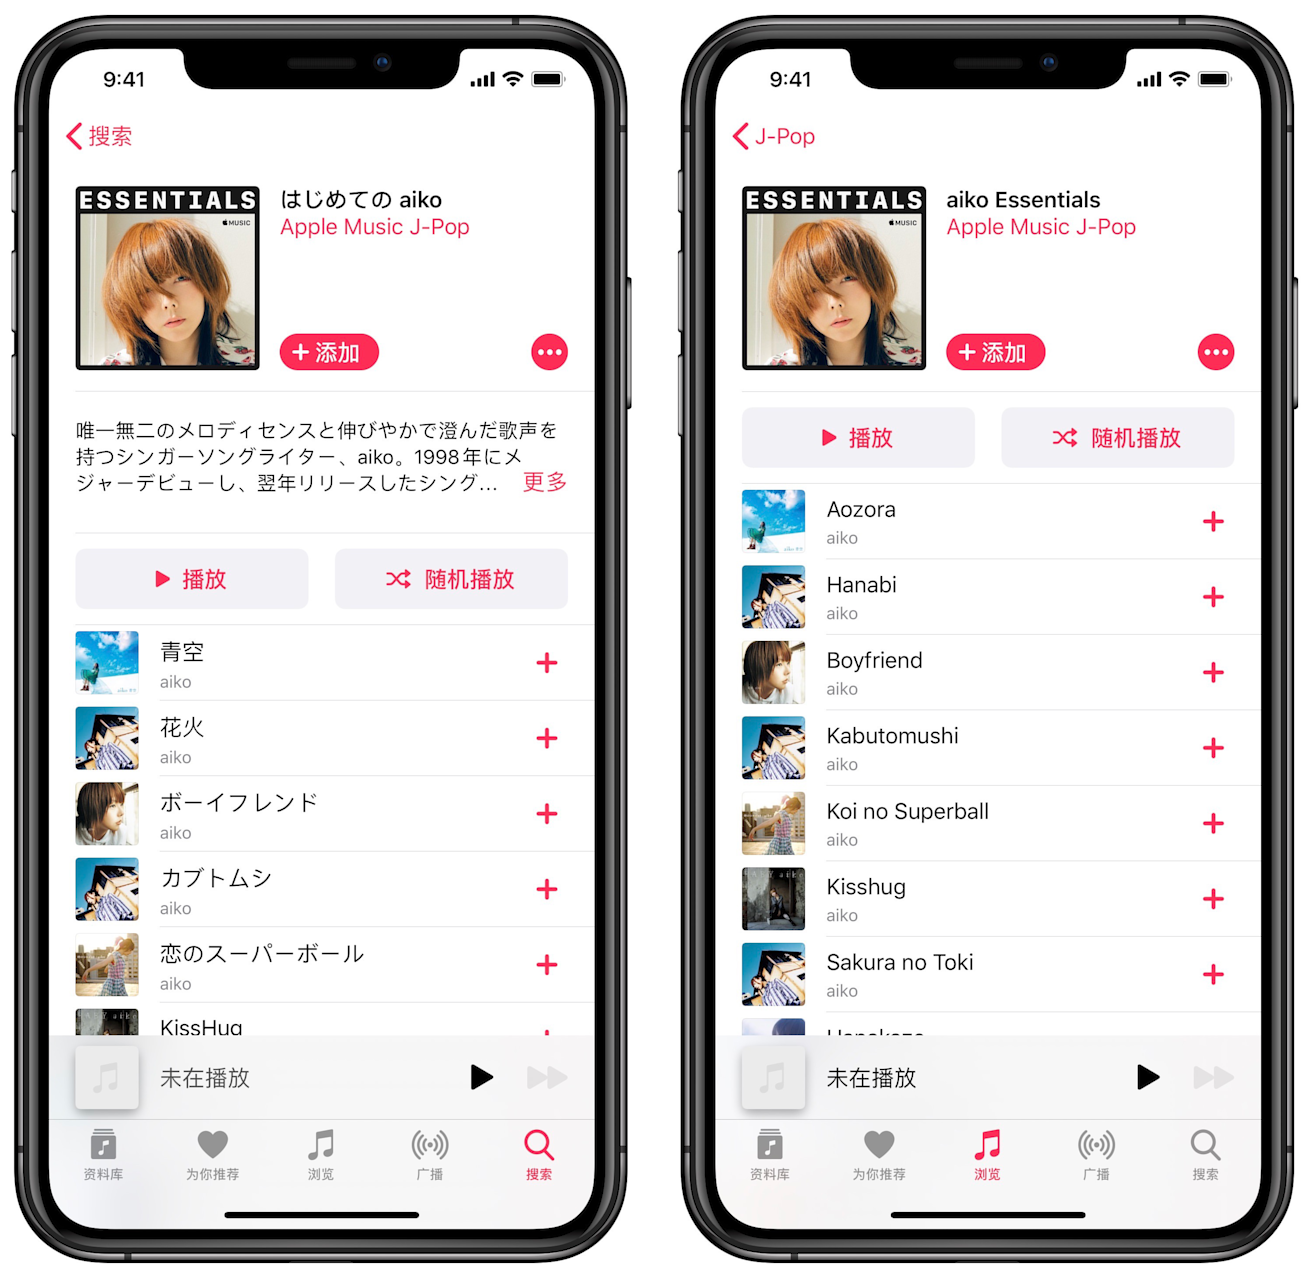 9:41
搜索
ESSENTIALS
MUSIC
はじめての aiko
Apple Music J-Pop
添加
唯一無二のメロディセンスと伸びやかで澄んだ歌声を
持つシンガーソングライター、aiko。1998年にメ
ジャーデビューし、翌年リリースしたシング... 更多
播放
随机播放
青空
aiko
花火
aiko
ボーイフレンド
aiko
カブトムシ
aiko
恋のスーパーボール
aiko
KissHug
未在播放
资料库
为你推荐
浏览
广播
搜索
9:41
J-Pop
ESSENTIALS
MUSIC
aiko Essentials
Apple Music J-Pop
添加
播放
随机播放
Aozora
aiko
Hanabi
aiko
Boyfriend
aiko
Kabutomushi
aiko
Koi no Superball
aiko
Kisshug
aiko
Sakura no Toki
aiko
未在播放
资料库
为你推荐
浏览
广播
搜索